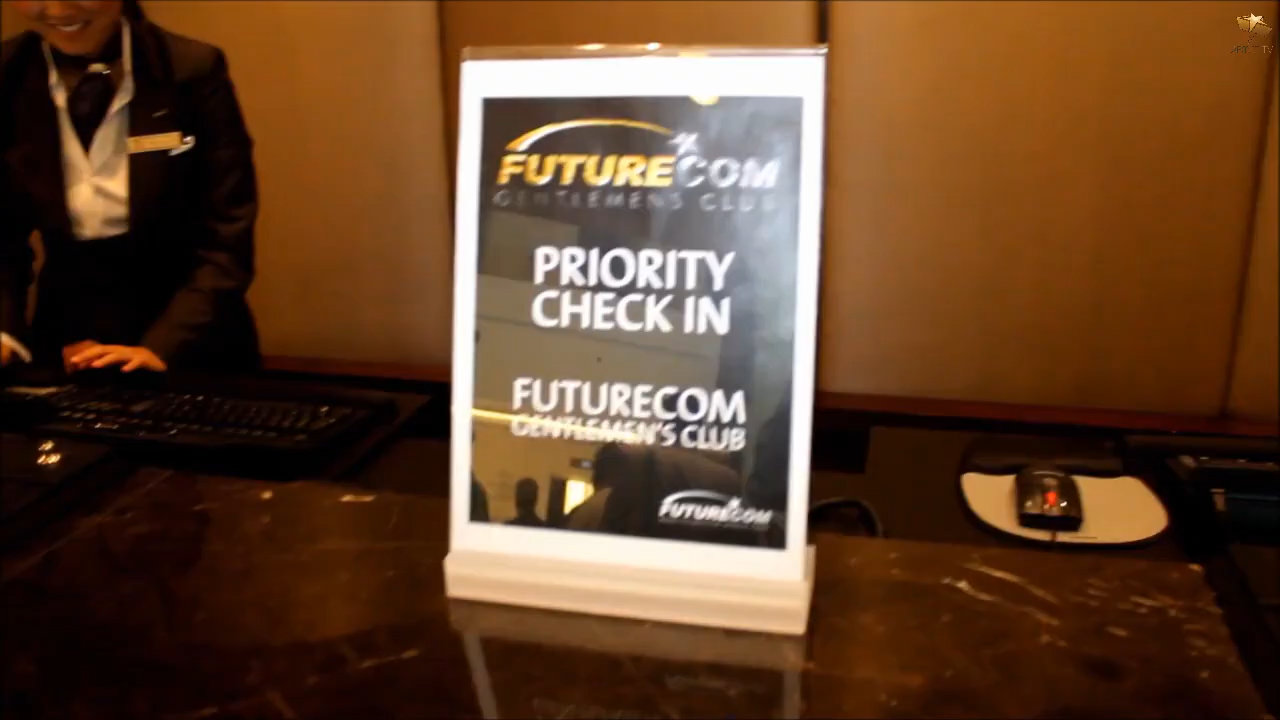 FUTURECOM
GENTLEMEN'S CLUB
PRIORITY
CHECK IN
FUTURECOM
GENTLEMEN'S CLUB
FUTURECOM